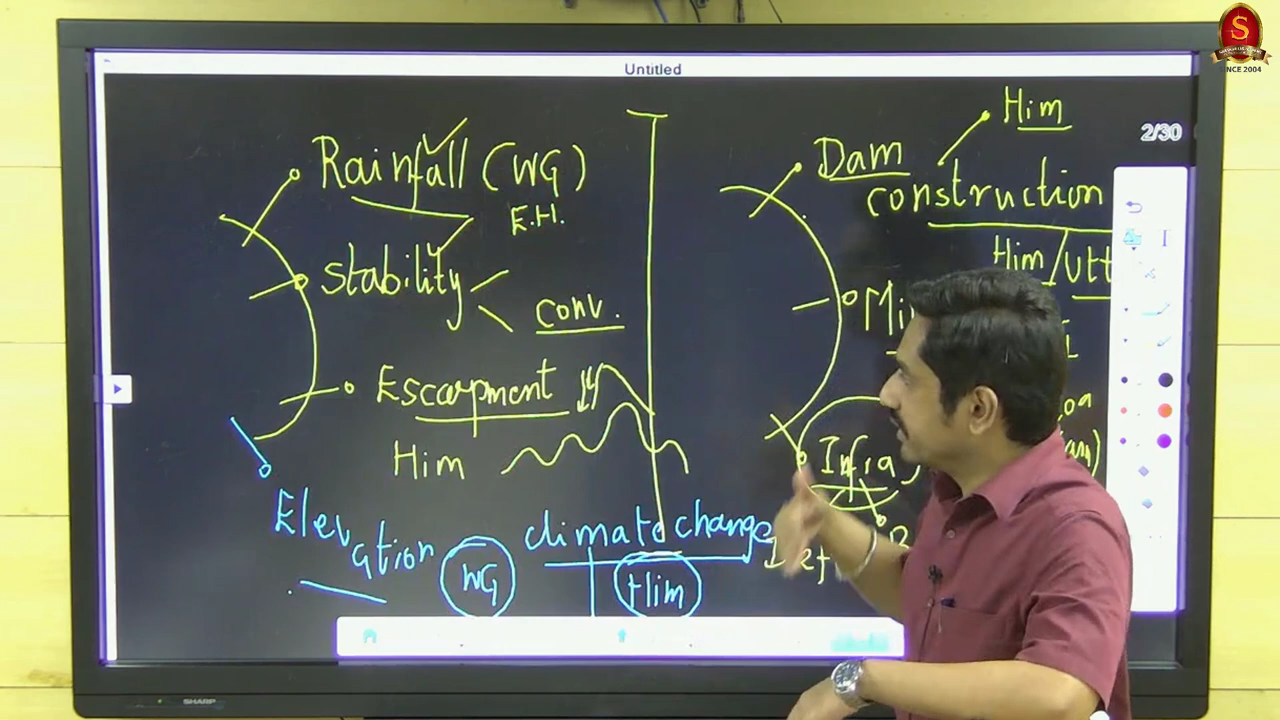 Untitled
2/30
S
SINCE 2004
SHARP
Rainfall (WG)
E.H.
stability
conv.
Escarpment
Him
Elevation
WG
climate change
Him
Him
Dam
construction
Him/Utt
Infra